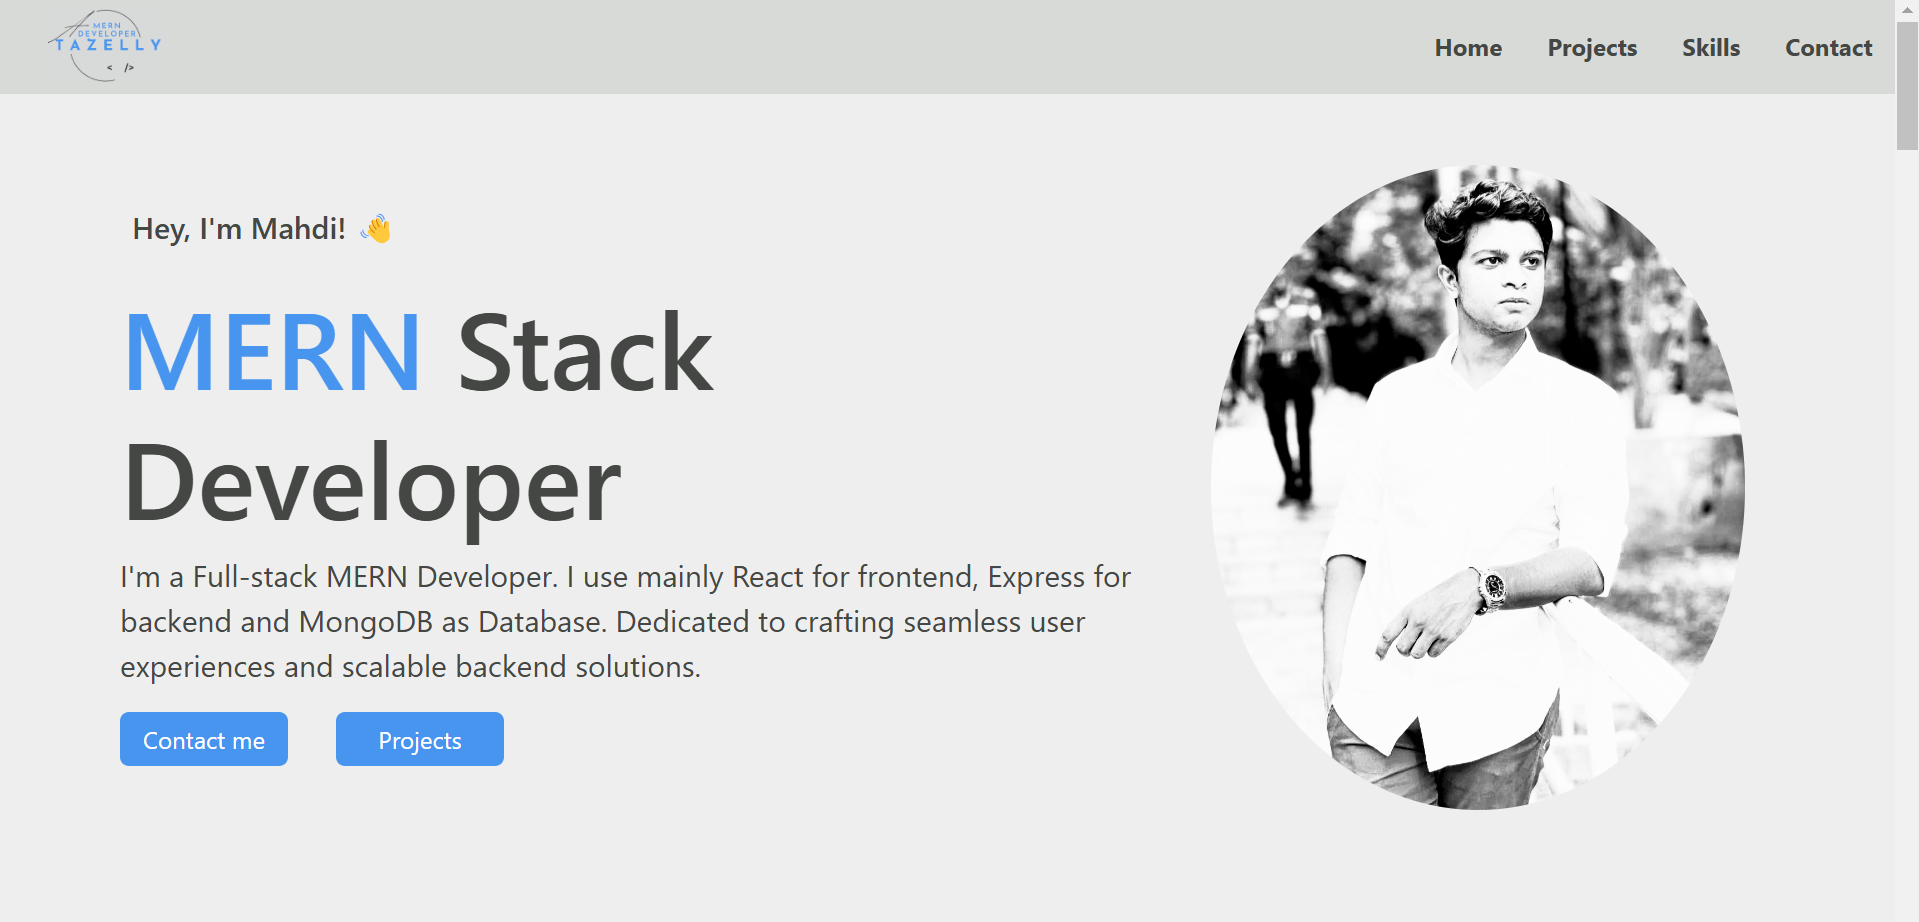 MERN
DEVELOPER
TAZELLY
< />
Home Projects Skills Contact
Hey, I'm Mahdi! 👋
MERN Stack
Developer
I'm a Full-stack MERN Developer. I use mainly React for frontend, Express for
backend and MongoDB as Database. Dedicated to crafting seamless user
experiences and scalable backend solutions.
Contact me Projects